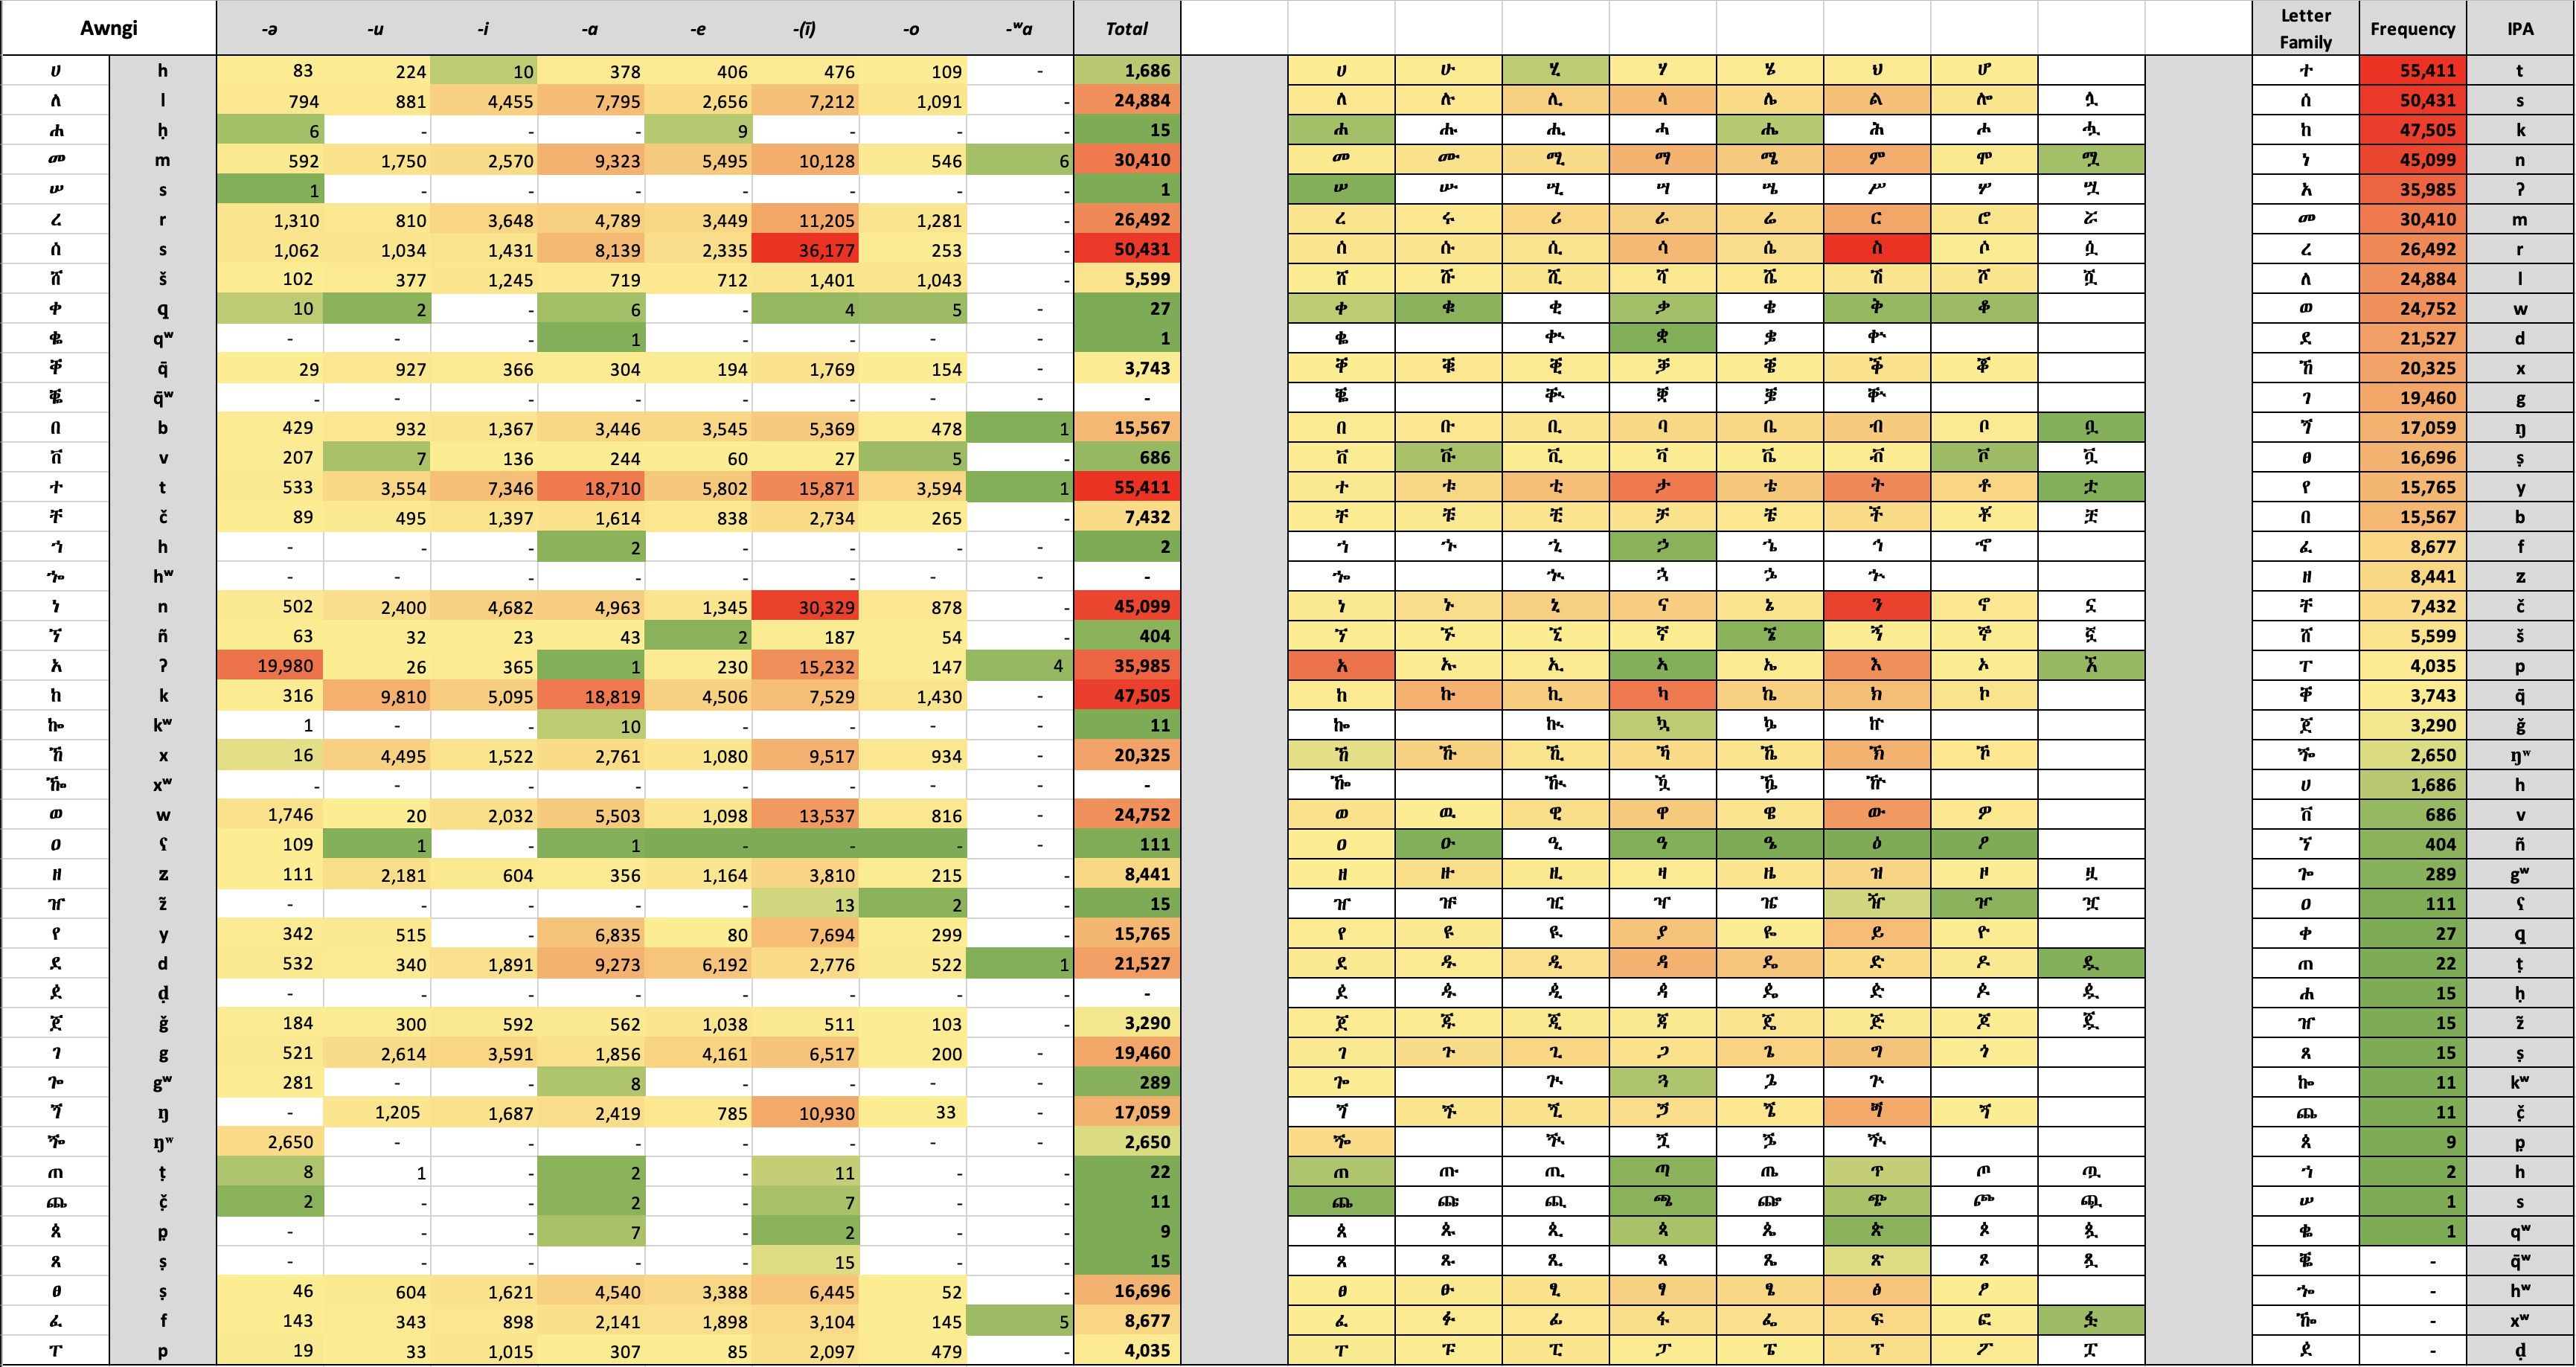 Awngi -ə -u -i -a -e -(ī) -o -ʷa Total Letter Family Frequency IPA
ሀ h 83 224 10 378 406 476 109 - 1,686 ሀ ሁ ሂ ሃ ሄ ህ ሆ ተ 55,411 t
ለ l 794 881 4,455 7,795 2,656 7,212 1,091 - 24,884 ለ ሉ ሊ ላ ሌ ል ሎ ሏ ሰ 50,431 s
ሐ ḥ 6 - - - 9 - - - 15 ሐ ሑ ሒ ሓ ሔ ሕ ሖ ሗ ከ 47,505 k
መ m 592 1,750 2,570 9,323 5,495 10,128 546 6 30,410 መ ሙ ሚ ማ ሜ ም ሞ ሟ ነ 45,099 n
ሠ s 1 - - - - - - - 1 ሠ ሡ ሢ ሣ ሤ ሥ ሦ ሧ አ 35,985 ʔ
ረ r 1,310 810 3,648 4,789 3,449 11,205 1,281 - 26,492 ረ ሩ ሪ ራ ሬ ር ሮ ሯ መ 30,410 m
ሰ s 1,062 1,034 1,431 8,139 2,335 36,177 253 - 50,431 ሰ ሱ ሲ ሳ ሴ ስ ሶ ሷ ረ 26,492 r
ሸ š 102 377 1,245 719 712 1,401 1,043 - 5,599 ሸ ሹ ሺ ሻ ሼ ሽ ሾ ሿ ለ 24,884 l
ቀ q 10 2 - 6 - 4 5 - 27 ቀ ቁ ቂ ቃ ቄ ቅ ቆ ወ 24,752 w
ቈ qʷ - - - 1 - - - - 1 ቈ ቊ ቋ ቌ ቍ ደ 21,527 d
ቐ q̄ 29 927 366 304 194 1,769 154 - 3,743 ቐ ቑ ቒ ቓ ቔ ቕ ቖ ኸ 20,325 x
ቘ q̄ʷ - - - - - - - - - ቘ ቚ ቛ ቜ ቝ ገ 19,460 g
በ b 429 932 1,367 3,446 3,545 5,369 478 1 15,567 በ ቡ ቢ ባ ቤ ብ ቦ ቧ ጘ 17,059 ŋ
ቨ v 207 7 136 244 60 27 5 - 686 ቨ ቩ ቪ ቫ ቬ ቭ ቮ ቯ ፀ 16,696 ṣ
ተ t 533 3,554 7,346 18,710 5,802 15,871 3,594 1 55,411 ተ ቱ ቲ ታ ቴ ት ቶ ቷ የ 15,765 y
ቸ č 89 495 1,397 1,614 838 2,734 265 - 7,432 ቸ ቹ ቺ ቻ ቼ ች ቾ ቿ በ 15,567 b
ኀ h - - - 2 - - - - 2 ኀ ኁ ኂ ኃ ኄ ኅ ኆ ፈ 8,677 f
ኈ hʷ - - - - - - - - - ኈ ኊ ኋ ኌ ኍ ዘ 8,441 z
ነ n 502 2,400 4,682 4,963 1,345 30,329 878 - 45,099 ነ ኑ ኒ ና ኔ ን ኖ ኗ ቸ 7,432 č
ኘ ñ 63 32 23 43 2 187 54 - 404 ኘ ኙ ኚ ኛ ኜ ኝ ኞ ኟ ሸ 5,599 š
አ ʔ 19,980 26 365 1 230 15,232 147 4 35,985 አ ኡ ኢ ኣ ኤ እ ኦ ኧ ፐ 4,035 p
ከ k 316 9,810 5,095 18,819 4,506 7,529 1,430 - 47,505 ከ ኩ ኪ ካ ኬ ክ ኮ ቐ 3,743 q̄
ኰ kʷ 1 - - 10 - - - - 11 ኰ ኲ ኳ ኴ ኵ ጀ 3,290 ǧ
ኸ x 16 4,495 1,522 2,761 1,080 9,517 934 - 20,325 ኸ ኹ ኺ ኻ ኼ ኽ ኾ ⶓ 2,650 ŋʷ
ዀ xʷ - - - - - - - - - ዀ ዂ ዃ ዄ ዅ ሀ 1,686 h
ወ w 1,746 20 2,032 5,503 1,098 13,537 816 - 24,752 ወ ዉ ዊ ዋ ዌ ው ዎ ቨ 686 v
ዐ ʕ 109 1 - 1 - - - - 111 ዐ ዑ ዒ ዓ ዔ ዕ ዖ ኘ 404 ñ
ዘ z 111 2,181 604 356 1,164 3,810 215 - 8,441 ዘ ዙ ዚ ዛ ዜ ዝ ዞ ዟ ጐ 289 gʷ
ዠ z̃ - - - - - 13 2 - 15 ዠ ዡ ዢ ዣ ዤ ዥ ዦ ዧ ዐ 111 ʕ
የ y 342 515 - 6,835 80 7,694 299 - 15,765 የ ዩ ዪ ያ ዬ ይ ዮ ቀ 27 q
ደ d 532 340 1,891 9,273 6,192 2,776 522 1 21,527 ደ ዱ ዲ ዳ ዴ ድ ዶ ዷ ጠ 22 ṭ
ዸ ḍ - - - - - - - - - ዸ ዹ ዺ ዻ ዼ ዽ ዾ ዿ ሐ 15 ḥ
ጀ ǧ 184 300 592 562 1,038 511 103 - 3,290 ጀ ጁ ጂ ጃ ጄ ጅ ጆ ጇ ዠ 15 z̃
ገ g 521 2,614 3,591 1,856 4,161 6,517 200 - 19,460 ገ ጉ ጊ ጋ ጌ ግ ጎ ጸ 15 ṣ
ጐ gʷ 281 - - 8 - - - - 289 ጐ ጒ ጓ ጔ ጕ ኰ 11 kʷ
ጘ ŋ - 1,205 1,687 2,419 785 10,930 33 - 17,059 ጘ ጙ ጚ ጛ ጜ ጝ ጞ ጨ 11 č̣
ⶓ ŋʷ 2,650 - - - - - - - 2,650 ⶓ ⶔ ጟ ⶕ ⶖ ጰ 9 p̣
ጠ ṭ 8 1 - 2 - 11 - - 22 ጠ ጡ ጢ ጣ ጤ ጥ ጦ ጧ ኀ 2 h
ጨ č̣ 2 - - 2 - 7 - - 11 ጨ ጩ ጪ ጫ ጬ ጭ ጮ ጯ ሠ 1 s
ጰ p̣ - - - 7 - 2 - - 9 ጰ ጱ ጲ ጳ ጴ ጵ ጶ ጷ ቈ 1 qʷ
ጸ ṣ - - - - - 15 - - 15 ጸ ጹ ጺ ጻ ጼ ጽ ጾ ጿ ቘ - q̄ʷ
ፀ ṣ 46 604 1,621 4,540 3,388 6,445 52 - 16,696 ፀ ፁ ፂ ፃ ፄ ፅ ፆ ኈ - hʷ
ፈ f 143 343 898 2,141 1,898 3,104 145 5 8,677 ፈ ፉ ፊ ፋ ፌ ፍ ፎ ፏ ዀ - xʷ
ፐ p 19 33 1,015 307 85 2,097 479 - 4,035 ፐ ፑ ፒ ፓ ፔ ፕ ፖ ፗ ዸ - ḍ